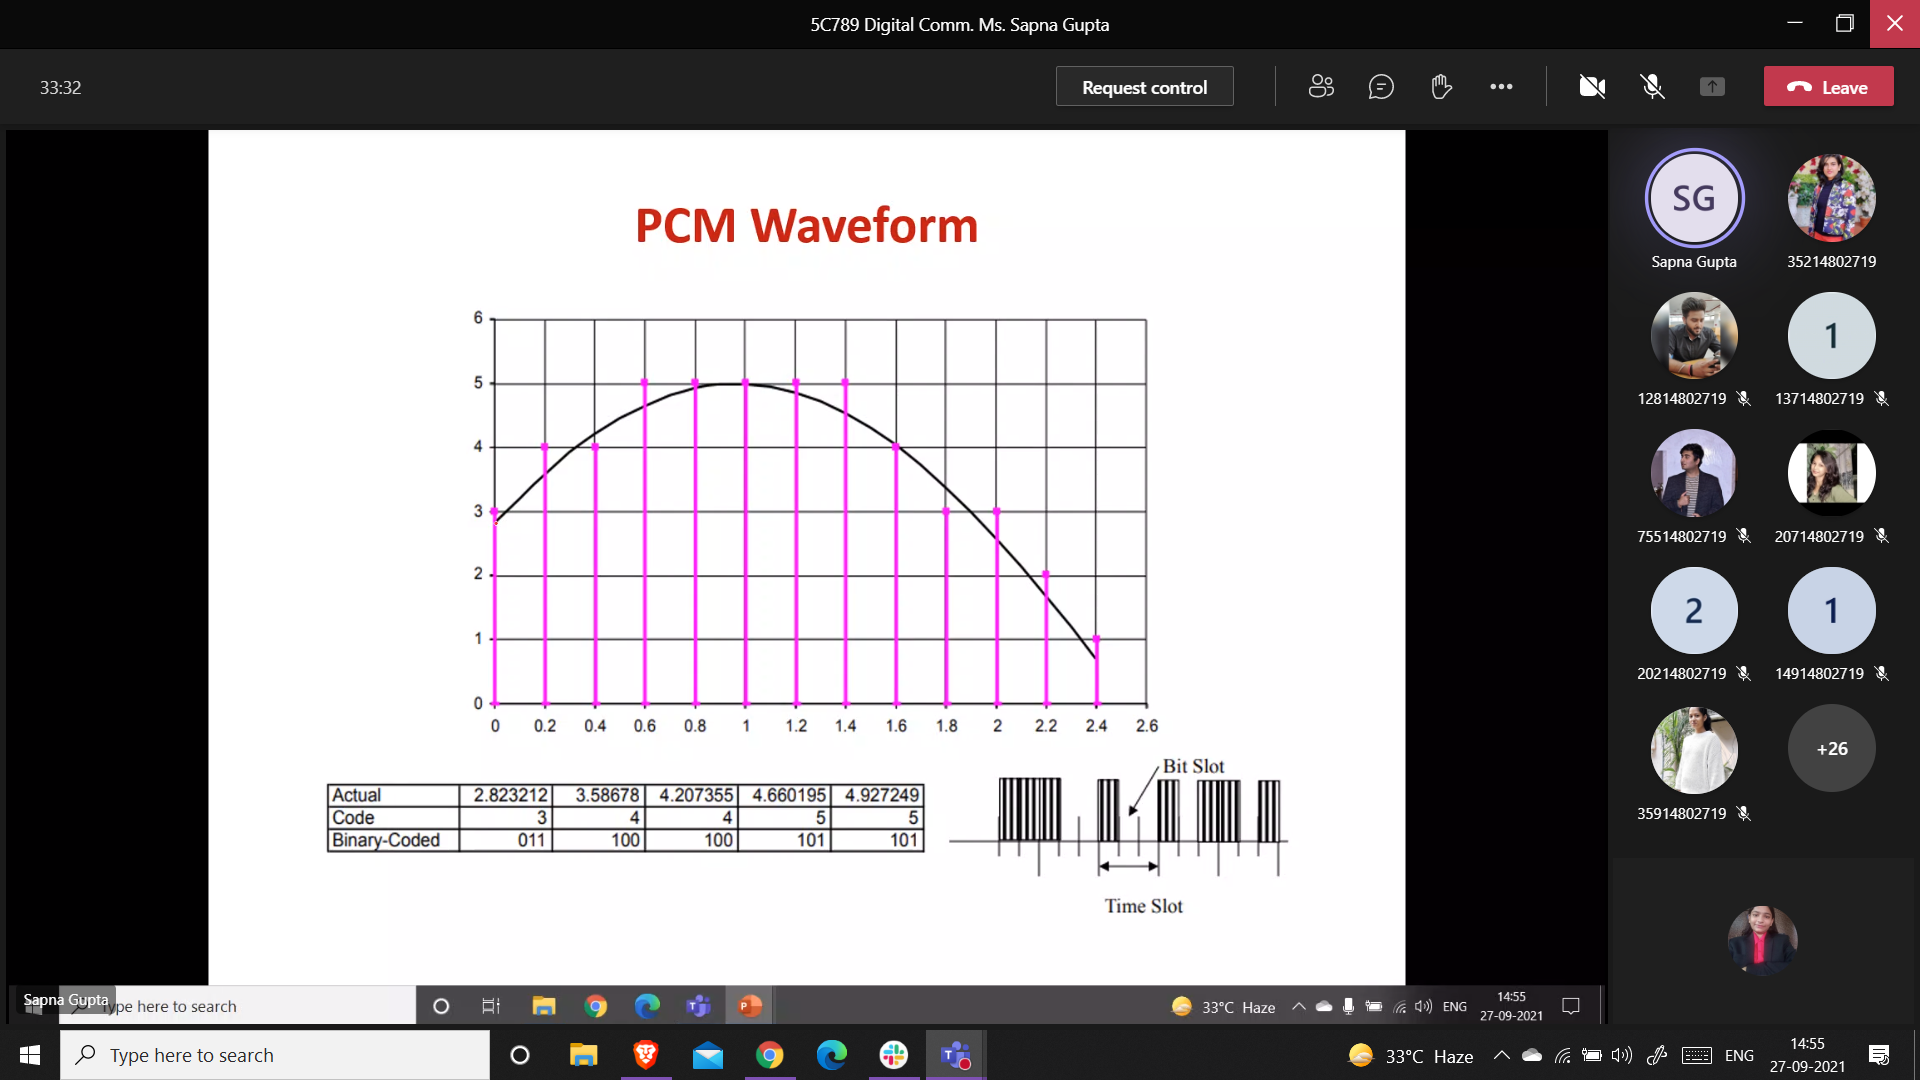 5C789 Digital Comm. Ms. Sapna Gupta
33:32
Request control
Leave
PCM Waveform
6
5
4
3
2
1
0
0 0.2 0.4 0.6 0.8 1 1.2 1.4 1.6 1.8 2 2.2 2.4 2.6
Actual 2.823212 3.58678 4.207355 4.660195 4.927249
Code 3 4 4 5 5
Binary-Coded 011 100 100 101 101
Bit Slot
Time Slot
SG
Sapna Gupta
35214802719
1
12814802719
13714802719
75514802719
20714802719
2
1
20214802719
14914802719
+26
35914802719
Sapna Gupta
Type here to search
33°C Haze
ENG
14:55
27-09-2021
Type here to search
33°C Haze
ENG
14:55
27-09-2021